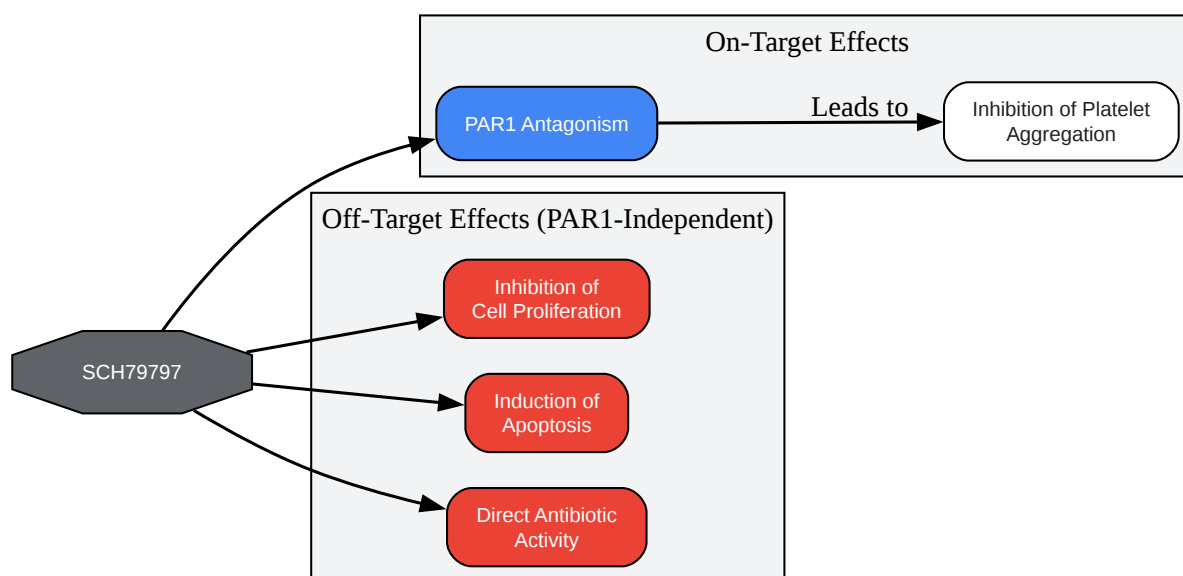 On-Target Effects
PAR1 Antagonism
Leads to
Inhibition of Platelet
Aggregation
Off-Target Effects (PAR1-Independent)
Inhibition of
Cell Proliferation
SCH79797
Induction of
Apoptosis
Direct Antibiotic
Activity